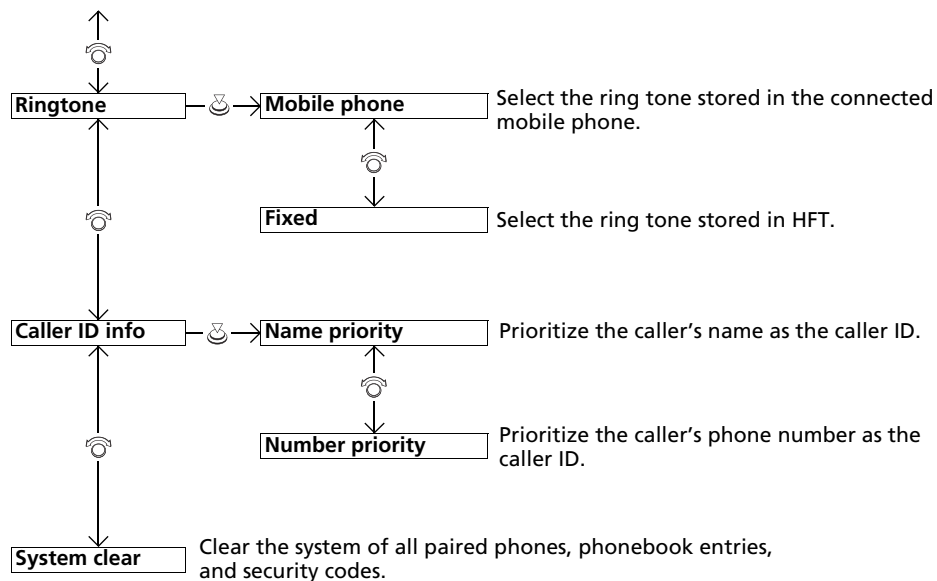 Ringtone
Mobile phone
Select the ring tone stored in the connected
mobile phone.
Fixed
Select the ring tone stored in HFT.
Caller ID info
Name priority
Prioritize the caller’s name as the caller ID.
Number priority
Prioritize the caller’s phone number as the
caller ID.
System clear
Clear the system of all paired phones, phonebook entries,
and security codes.